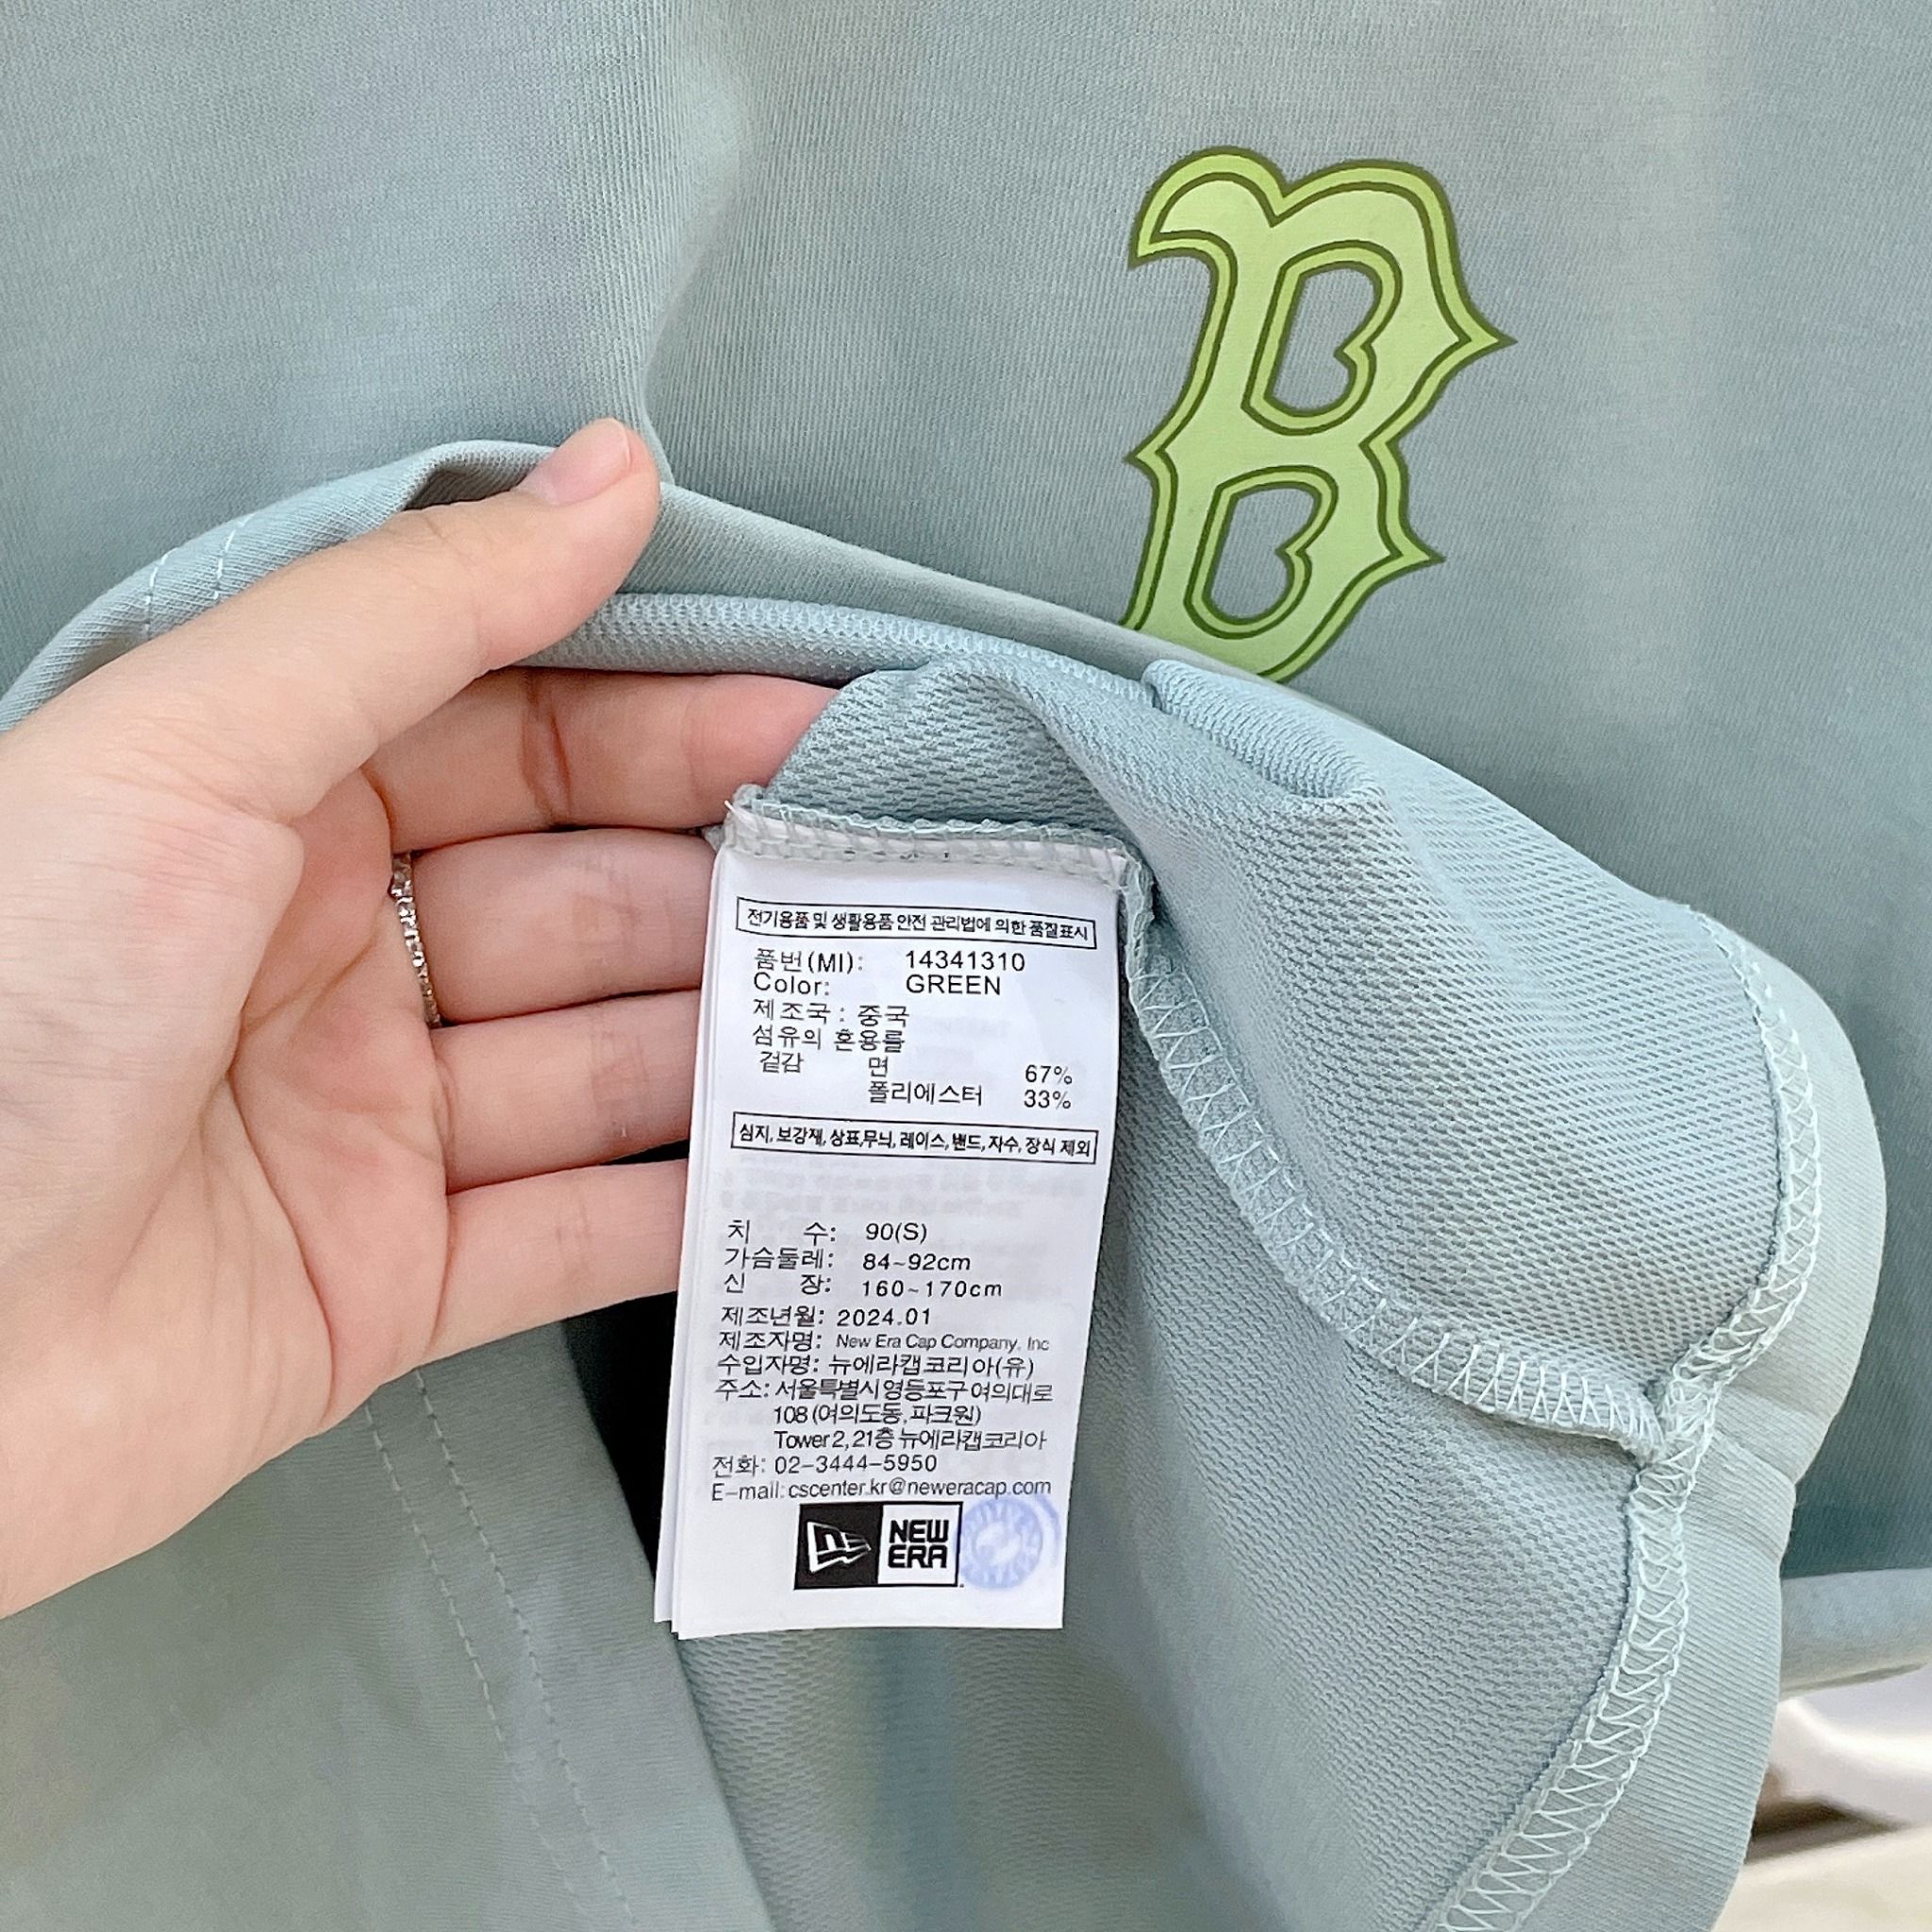 B
전기용품 및 생활용품 안전 관리법에 의한 품질표시
품번(MI): 14341310
Color: GREEN
제조국 : 중국
섬유의 혼용률
겉감 면 67%
폴리에스터 33%
심지, 보강재, 상표,무늬, 레이스, 밴드, 자수, 장식 제외
치 수: 90(S)
가슴둘레: 84~92cm
신 장: 160~170cm
제조년월: 2024.01
제조자명: New Era Cap Company, Inc
수입자명: 뉴에라캡코리아(유)
주소: 서울특별시 영등포구 여의대로
108 (여의도동, 파크원)
Tower 2, 21층 뉴에라캡코리아
전화: 02-3444-5950
E-mail: cscenter.kr@neweracap.com
NEW
ERA